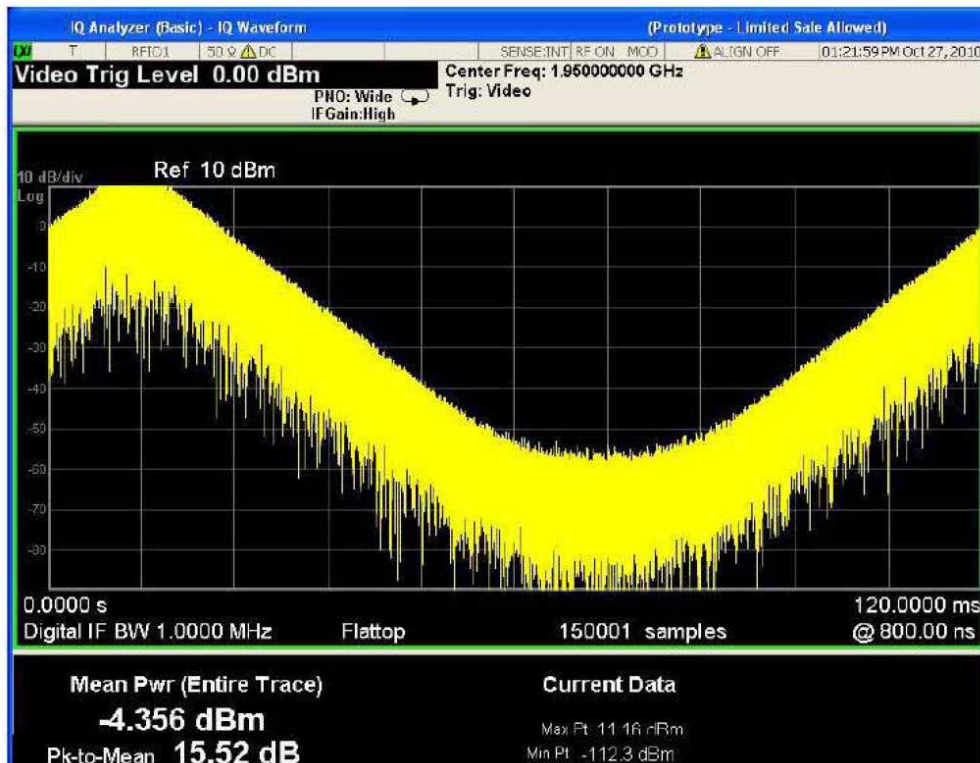 IQ Analyzer (Basic) - IQ Waveform (Prototype - Limited Sale Allowed)
LXI T RFIO1 50 Ω DC SENSE:INT RF ON MOD ALIGN OFF 01:21:59 PM Oct 27, 2010
Video Trig Level 0.00 dBm Center Freq: 1.950000000 GHz
PNO: Wide Trig: Video
IFGain:High
10 dB/div Ref 10 dBm
Log
0
-10
-20
-30
-40
-50
-60
-70
-80
0.0000 s 120.0000 ms
Digital IF BW 1.0000 MHz Flattop 150001 samples @ 800.00 ns
Mean Pwr (Entire Trace) Current Data
-4.356 dBm
Max Pt 11.16 dBm
Pk-to-Mean 15.52 dB Min Pt -112.3 dBm